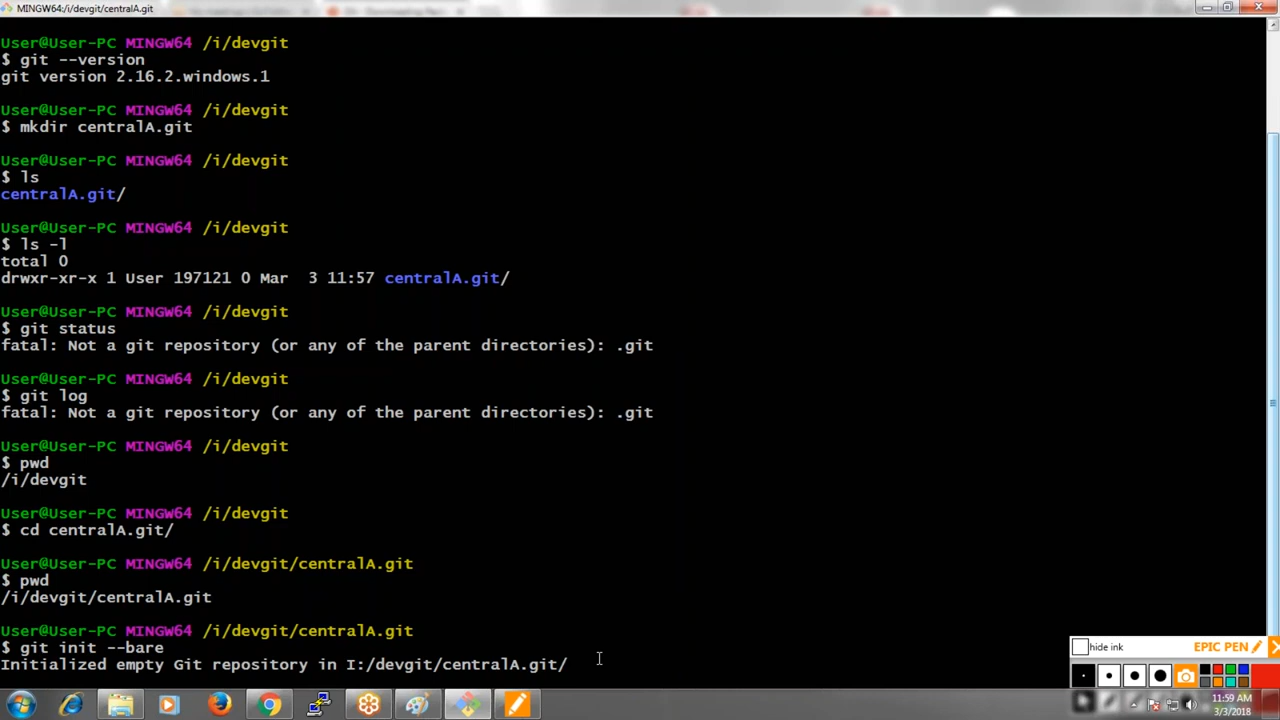 MINGW64:/i/devgit/centralA.git
User@User-PC MINGW64 /i/devgit
$ git --version
git version 2.16.2.windows.1
User@User-PC MINGW64 /i/devgit
$ mkdir centralA.git
User@User-PC MINGW64 /i/devgit
$ ls
centralA.git/
User@User-PC MINGW64 /i/devgit
$ ls -l
total 0
drwxr-xr-x 1 User 197121 0 Mar  3 11:57 centralA.git/
User@User-PC MINGW64 /i/devgit
$ git status
fatal: Not a git repository (or any of the parent directories): .git
User@User-PC MINGW64 /i/devgit
$ git log
fatal: Not a git repository (or any of the parent directories): .git
User@User-PC MINGW64 /i/devgit
$ pwd
/i/devgit
User@User-PC MINGW64 /i/devgit
$ cd centralA.git/
User@User-PC MINGW64 /i/devgit/centralA.git
$ pwd
/i/devgit/centralA.git
User@User-PC MINGW64 /i/devgit/centralA.git
$ git init --bare
Initialized empty Git repository in I:/devgit/centralA.git/
hide ink
EPIC PEN
11:59 AM
3/3/2018